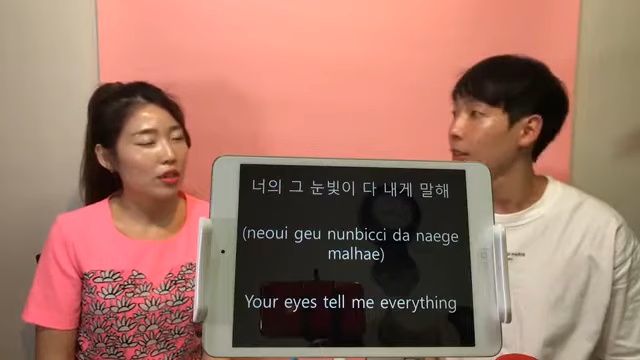 너의 그 눈빛이 다 내게 말해
(neoui geu nunbicci da naege
malhae)
Your eyes tell me everything